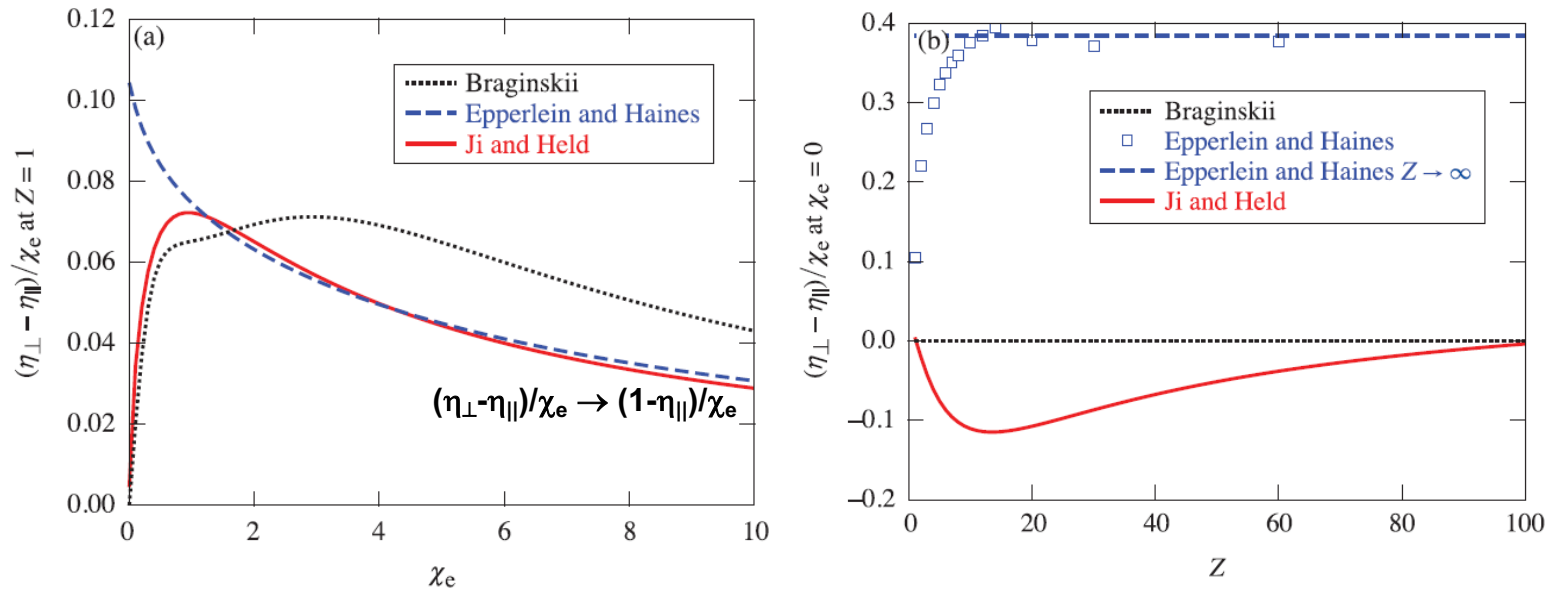 (a)
0.12
0.10
0.08
0.06
0.04
0.02
0.00
(η⊥ − η||)/χe at Z = 1
Braginskii
Epperlein and Haines
Ji and Held
(η⊥-η||)/χe → (1-η||)/χe
0 2 4 6 8 10
χe
(b)
0.4
0.3
0.2
0.1
0.0
−0.1
−0.2
(η⊥ − η||)/χe at χe = 0
Braginskii
Epperlein and Haines
Epperlein and Haines Z → ∞
Ji and Held
0 20 40 60 80 100
Z